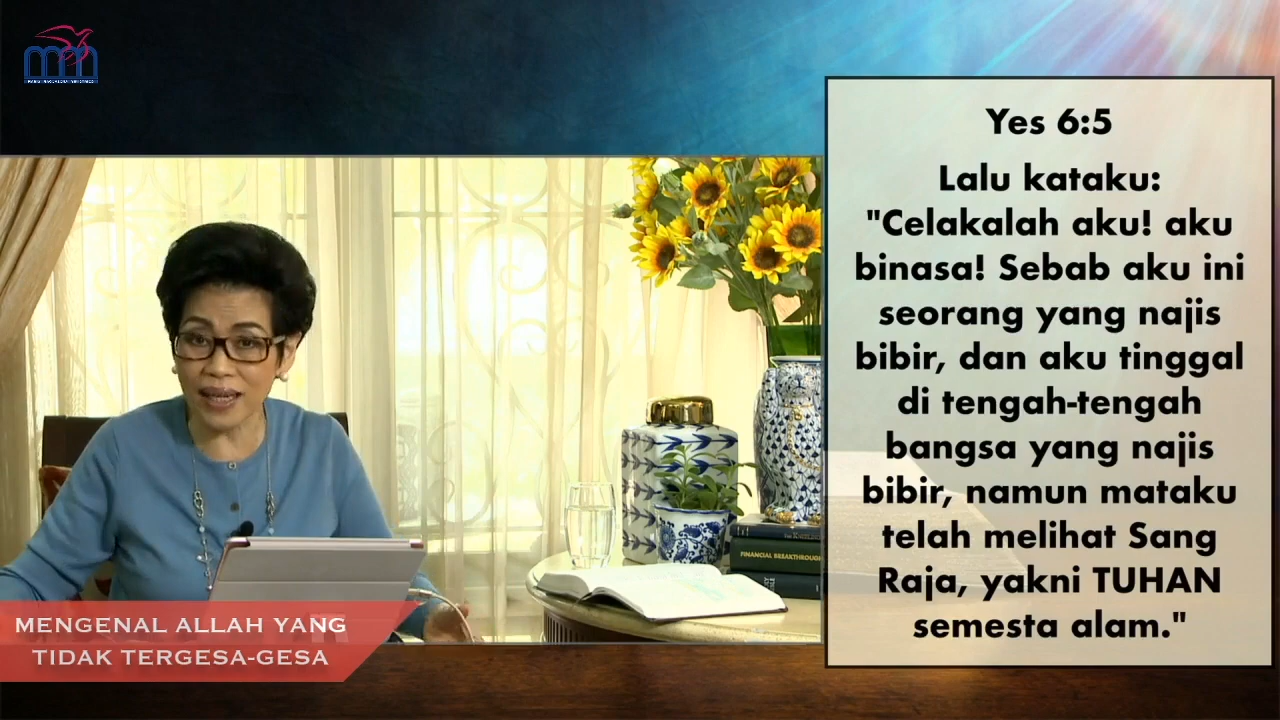 Yes 6:5
Lalu kataku:
"Celakalah aku! aku
binasa! Sebab aku ini
seorang yang najis
bibir, dan aku tinggal
di tengah-tengah
bangsa yang najis
bibir, namun mataku
telah melihat Sang
Raja, yakni TUHAN
semesta alam."
FINANCIAL BREAKTHROUGH
MENGENAL ALLAH YANG
TIDAK TERGESA-GESA